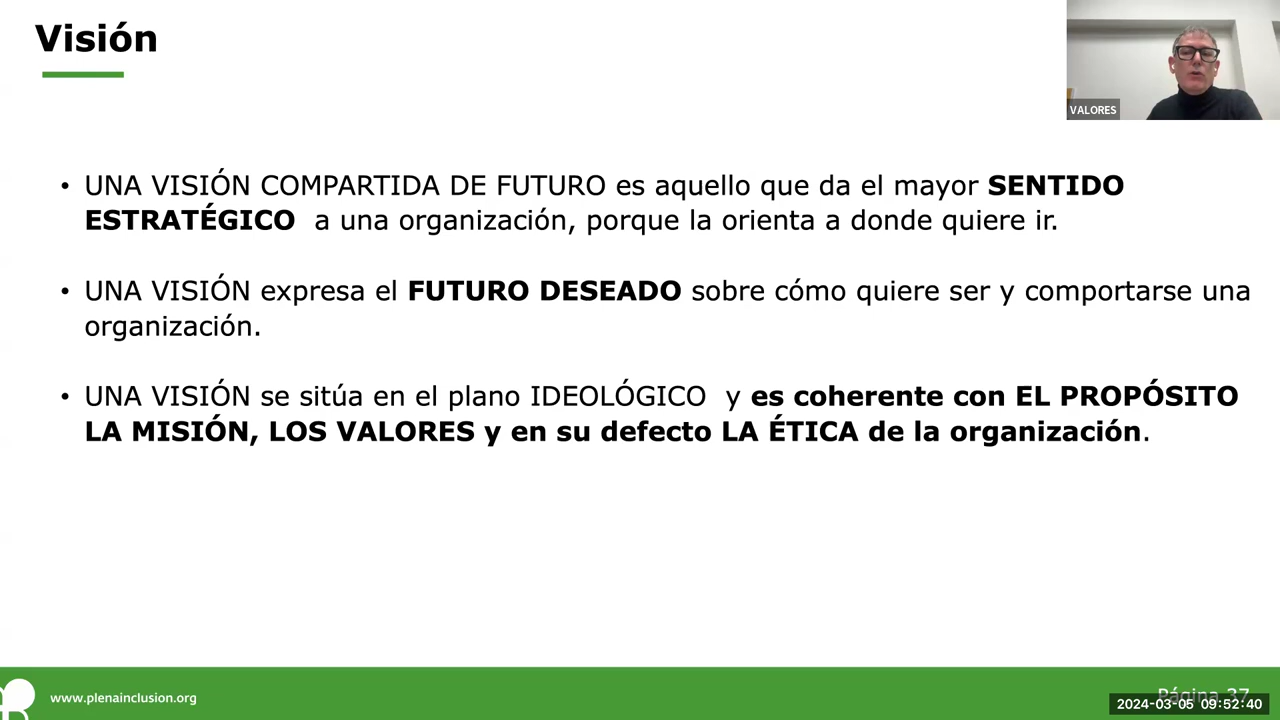 Visión
VALORES
• UNA VISIÓN COMPARTIDA DE FUTURO es aquello que da el mayor SENTIDO
ESTRATÉGICO a una organización, porque la orienta a donde quiere ir.
• UNA VISIÓN expresa el FUTURO DESEADO sobre cómo quiere ser y comportarse una
organización.
• UNA VISIÓN se sitúa en el plano IDEOLÓGICO y es coherente con EL PROPÓSITO
LA MISIÓN, LOS VALORES y en su defecto LA ÉTICA de la organización.
www.plenainclusion.org
Página 37
2024-03-05 09:52:40